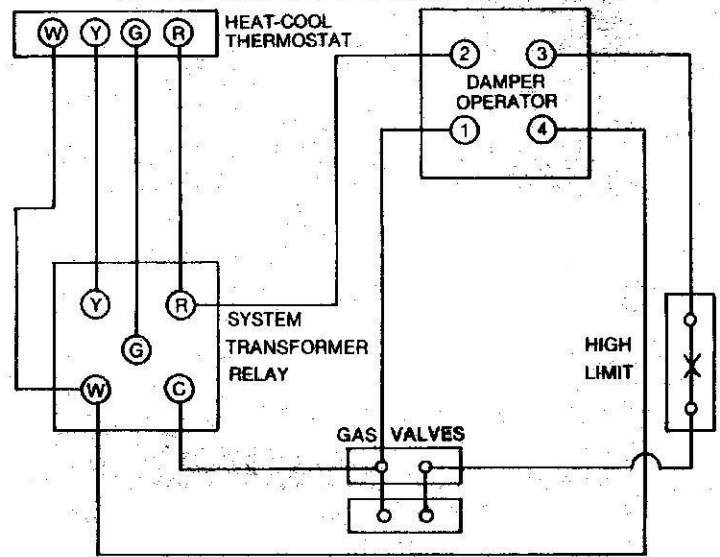 W Y G R
HEAT-COOL
THERMOSTAT
2 3
DAMPER
OPERATOR
1 4
Y R
SYSTEM
G
TRANSFORMER
RELAY
W C
HIGH
LIMIT
GAS VALVES